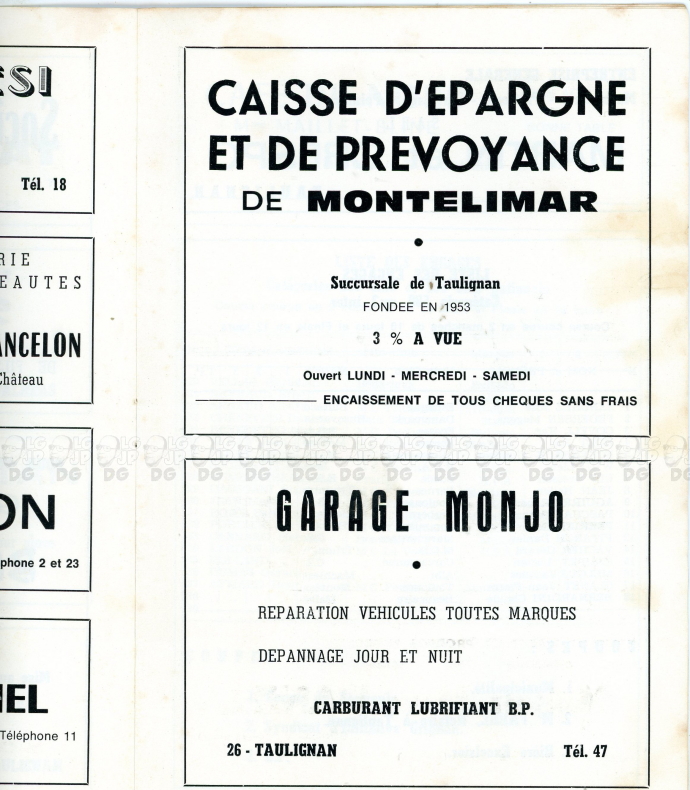 Tél. 18
Château
ON
phone 2 et 23
Téléphone 11
CAISSE D'EPARGNE
ET DE PREVOYANCE
DE MONTELIMAR
Succursale de Taulignan
FONDEE EN 1953
3 % A VUE
Ouvert LUNDI - MERCREDI - SAMEDI
ENCAISSEMENT DE TOUS CHEQUES SANS FRAIS
GARAGE MONJO
REPARATION VEHICULES TOUTES MARQUES
DEPANNAGE JOUR ET NUIT
CARBURANT LUBRIFIANT B.P.
26 - TAULIGNAN Tél. 47